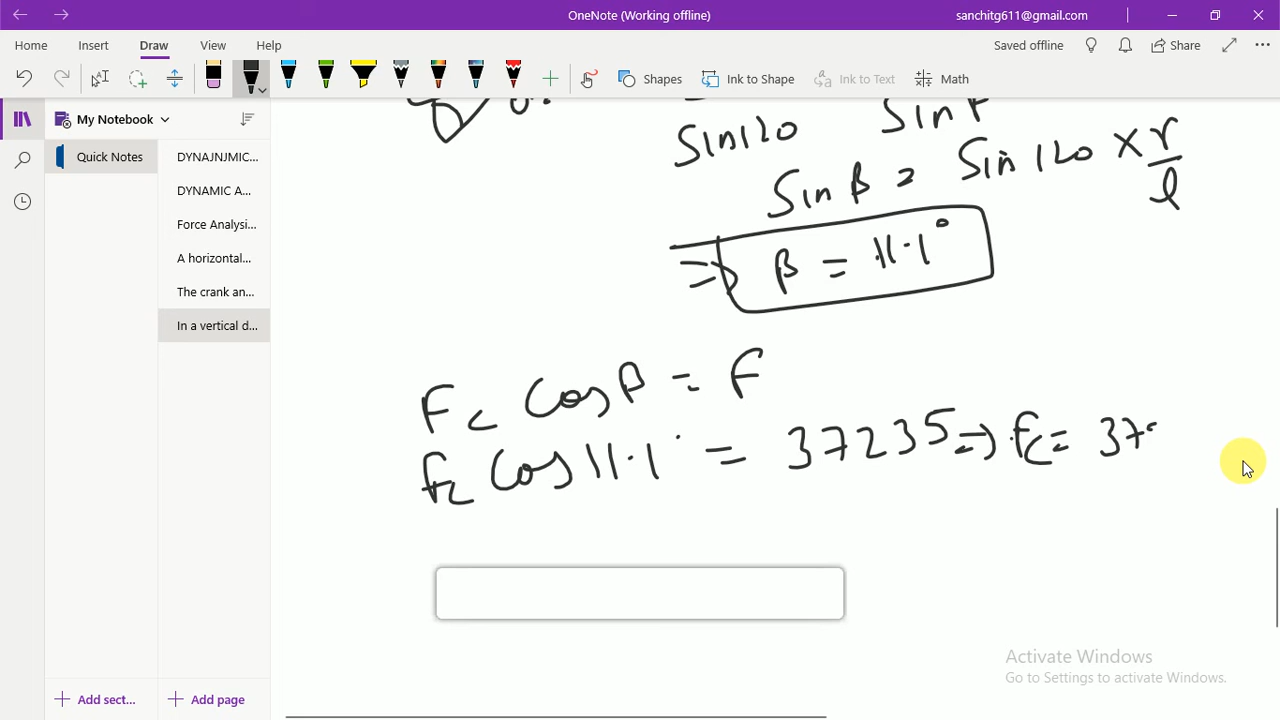 OneNote (Working offline)
sanchitg611@gmail.com
Home Insert Draw View Help
Saved offline Share
Shapes Ink to Shape Ink to Text Math
My Notebook
Quick Notes
DYNAJNJMIC...
DYNAMIC A...
Force Analysi...
A horizontal...
The crank an...
In a vertical d...
Sin120 Sin β
Sin β = Sin 120 × r/l
=> β = 11.1°
Fc Cos β = F
Fc Cos 11.1° = 37235 => Fc = 37
Activate Windows
Go to Settings to activate Windows.
Add sect... Add page